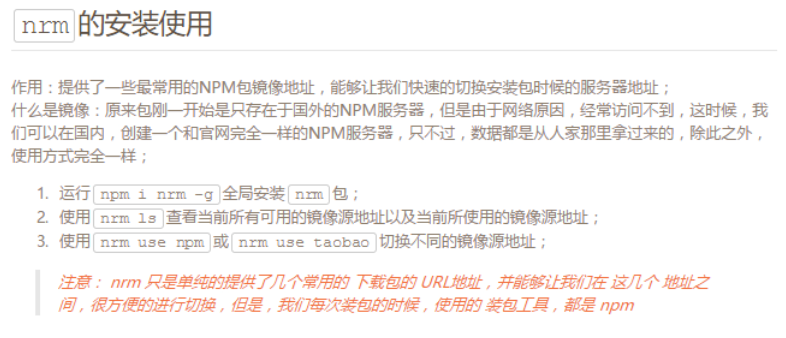 nrm的安装使用
作用：提供了一些最常用的NPM包镜像地址，能够让我们快速的切换安装包时候的服务器地址；
什么是镜像：原来包刚一开始是只存在于国外的NPM服务器，但是由于网络原因，经常访问不到，这时候，我
们可以在国内，创建一个和官网完全一样的NPM服务器，只不过，数据都是从人家那里拿过来的，除此之外，
使用方式完全一样；
1. 运行 npm i nrm -g 全局安装 nrm 包；
2. 使用 nrm ls 查看当前所有可用的镜像源地址以及当前所使用的镜像源地址；
3. 使用 nrm use npm 或 nrm use taobao 切换不同的镜像源地址；
注意： nrm 只是单纯的提供了几个常用的 下载包的 URL地址，并能够让我们在 这几个 地址之
间，很方便的进行切换，但是，我们每次装包的时候，使用的 装包工具，都是 npm